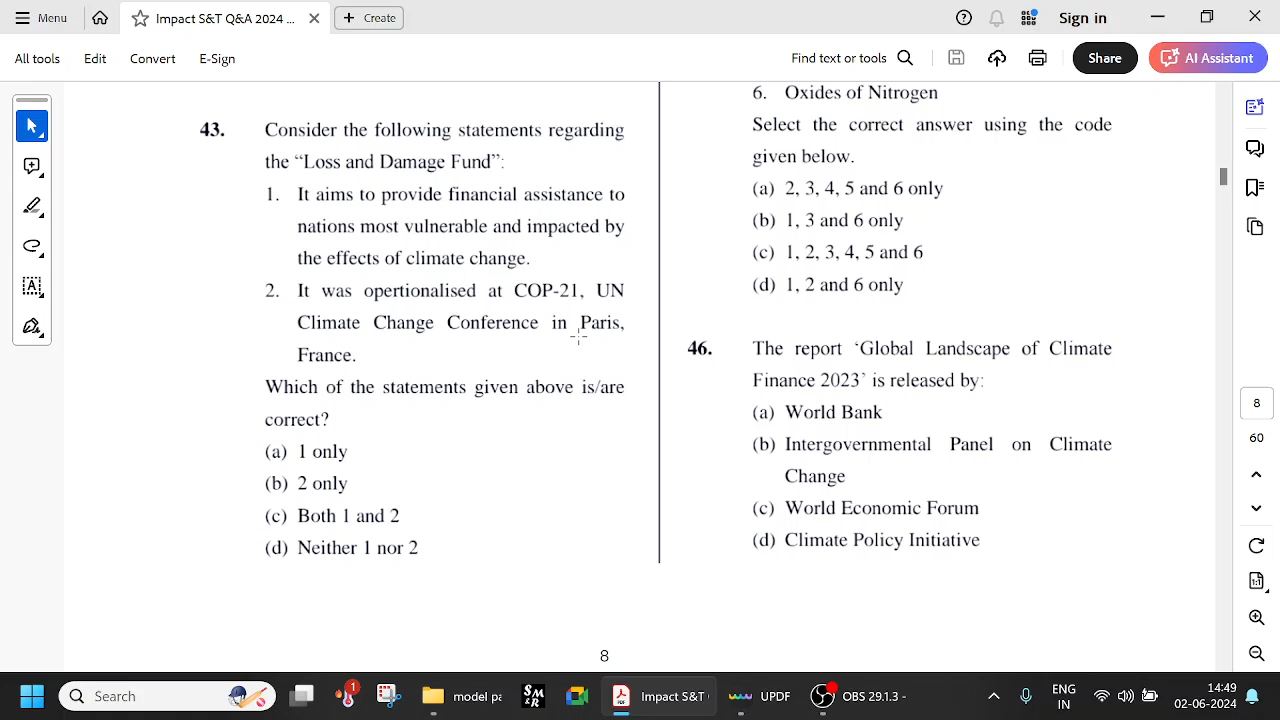 Menu
Impact S&T Q&A 2024 ...
Create
Sign in
All tools
Edit
Convert
E-Sign
Find text or tools
Share
AI Assistant
43. Consider the following statements regarding
the “Loss and Damage Fund”:
1. It aims to provide financial assistance to
nations most vulnerable and impacted by
the effects of climate change.
2. It was opertionalised at COP-21, UN
Climate Change Conference in Paris,
France.
Which of the statements given above is/are
correct?
(a) 1 only
(b) 2 only
(c) Both 1 and 2
(d) Neither 1 nor 2
6. Oxides of Nitrogen
Select the correct answer using the code
given below.
(a) 2, 3, 4, 5 and 6 only
(b) 1, 3 and 6 only
(c) 1, 2, 3, 4, 5 and 6
(d) 1, 2 and 6 only
46. The report ‘Global Landscape of Climate
Finance 2023’ is released by:
(a) World Bank
(b) Intergovernmental Panel on Climate
Change
(c) World Economic Forum
(d) Climate Policy Initiative
8
8
60
1:1
Search
1
model pa
SM
Impact S&T
UPDF
OBS 29.1.3 -
ENG
IN
14:49
02-06-2024